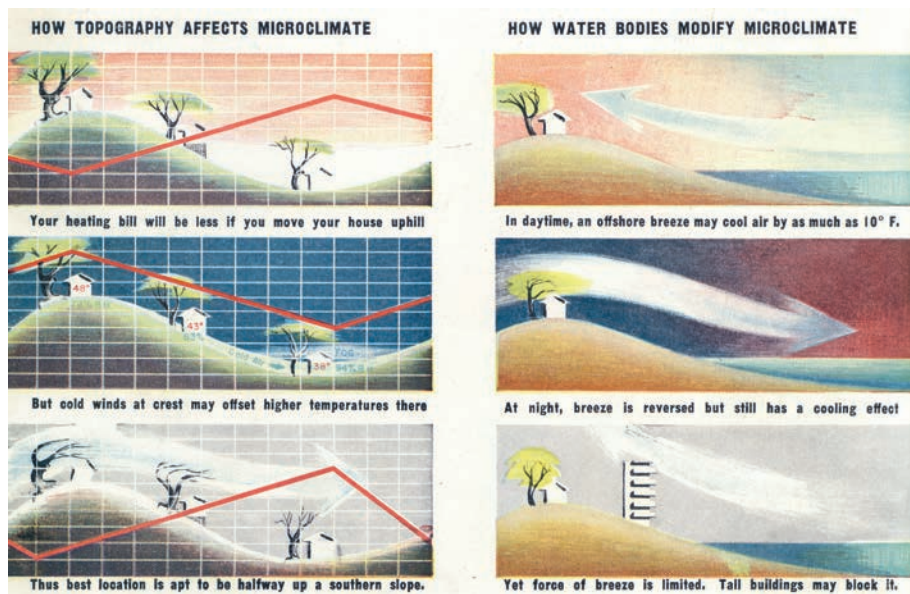 HOW TOPOGRAPHY AFFECTS MICROCLIMATE
Your heating bill will be less if you move your house uphill
48°
43°
83%
COLD AIR
38°
FOG
But cold winds at crest may offset higher temperatures there
Thus best location is apt to be halfway up a southern slope.
HOW WATER BODIES MODIFY MICROCLIMATE
In daytime, an offshore breeze may cool air by as much as 10° F.
At night, breeze is reversed but still has a cooling effect
Yet force of breeze is limited. Tall buildings may block it.